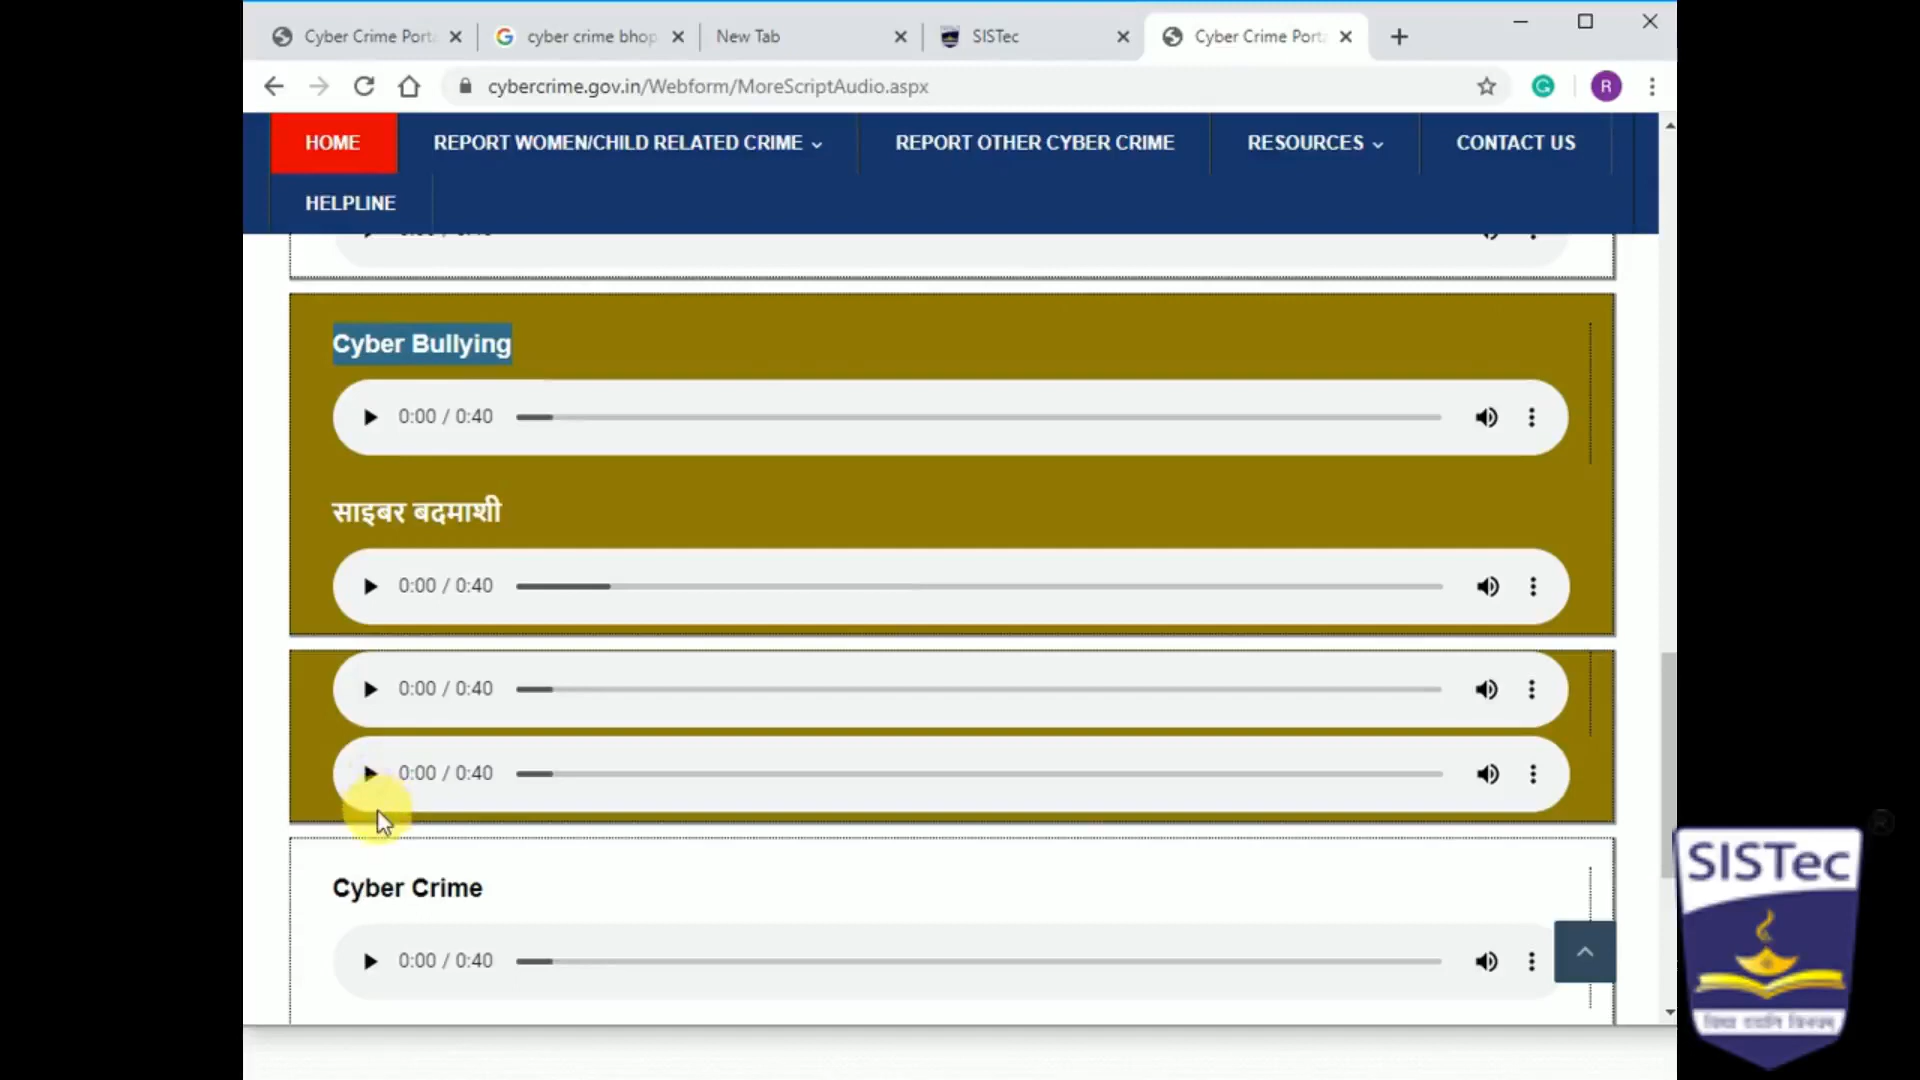 Cyber Crime Port
cyber crime bhop
New Tab
SISTec
Cyber Crime Port
cybercrime.gov.in/Webform/MoreScriptAudio.aspx
R
HOME
REPORT WOMEN/CHILD RELATED CRIME
REPORT OTHER CYBER CRIME
RESOURCES
CONTACT US
HELPLINE
Cyber Bullying
0:00 / 0:40
साइबर बदमाशी
0:00 / 0:40
0:00 / 0:40
0:00 / 0:40
Cyber Crime
0:00 / 0:40
SISTec